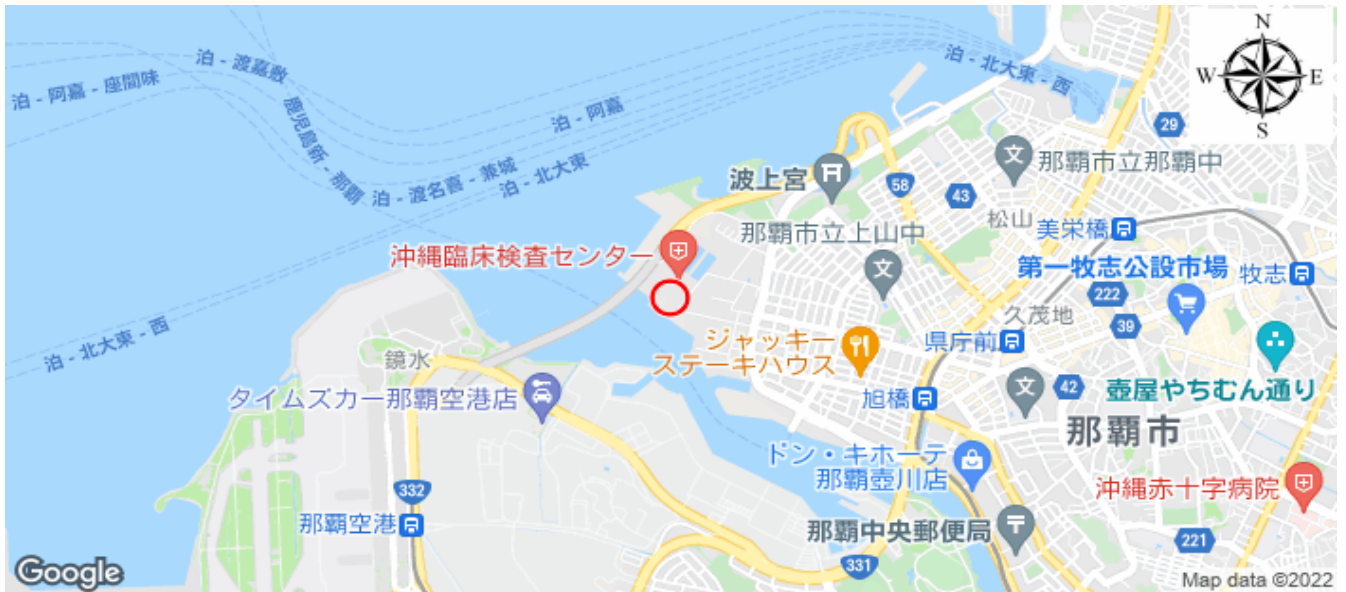 N
W
E
S
泊 - 渡嘉敷
泊 - 阿嘉 - 座間味
鹿児島新 - 那覇
泊 - 阿嘉
泊 - 北大東 - 西
泊 - 渡名喜 - 兼城
泊 - 北大東
29
那覇市立那覇中
波上宮
58
43
松山
美栄橋
那覇市立上山中
沖縄臨床検査センター
第一牧志公設市場
牧志
222
久茂地
39
泊 - 北大東 - 西
ジャッキー
ステーキハウス
県庁前
鏡水
タイムズカー那覇空港店
旭橋
42
壺屋やちむん通り
那覇市
ドン・キホーテ
那覇壺川店
沖縄赤十字病院
332
那覇空港
那覇中央郵便局
221
331
Google
Map data ©2022